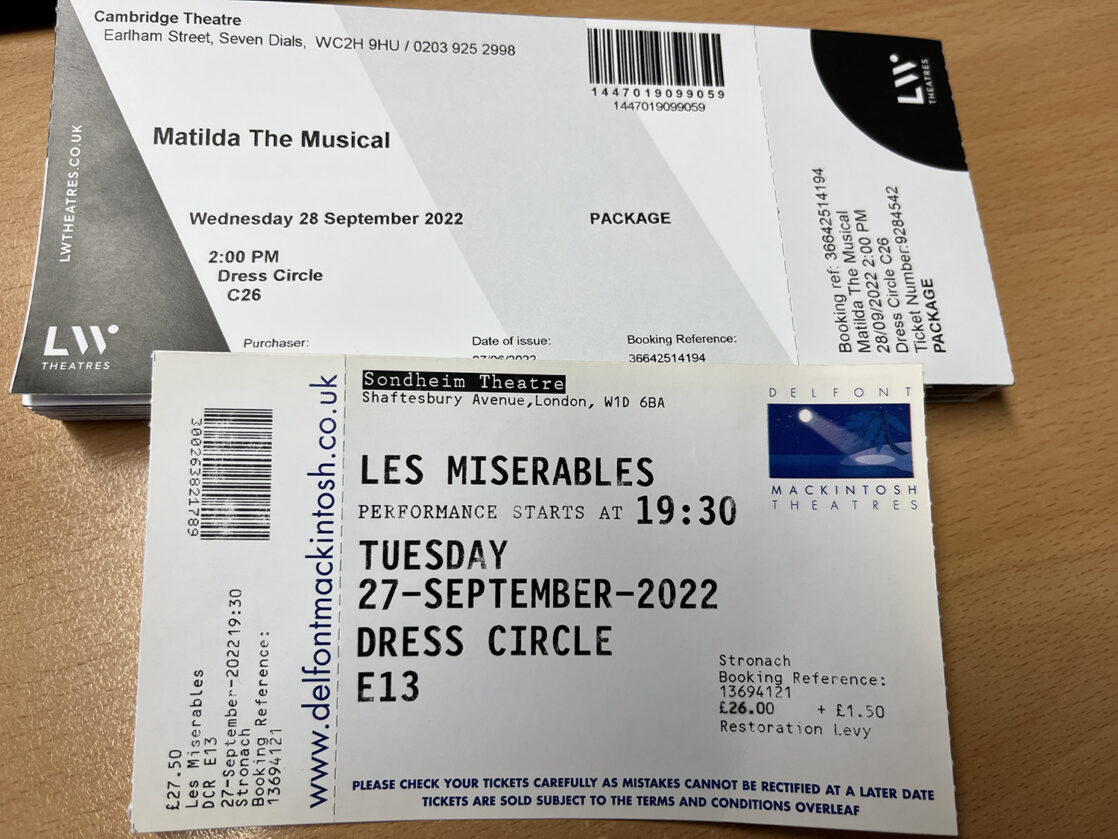 Cambridge Theatre
Earlham Street, Seven Dials, WC2H 9HU / 0203 925 2998
1447019099059
1447019099059
Matilda The Musical
Wednesday 28 September 2022
PACKAGE
2:00 PM
Dress Circle
C26
Purchaser:
Date of issue:
Booking Reference:
36642514194
LWTHEATRES.CO.UK
LW
THEATRES
LW
THEATRES
Booking ref: 36642514194
Matilda The Musical
28/09/2022 2:00 PM
Dress Circle C26
Ticket Number:9284542
PACKAGE
300263821789
£27.50
Les Miserables
DCR E13
27-September-202219:30
Stronach
Booking Reference:
13694121
www.delfontmackintosh.co.uk
Sondheim Theatre
Shaftesbury Avenue,London, W1D 6BA
DELFONT
MACKINTOSH
THEATRES
LES MISERABLES
PERFORMANCE STARTS AT 19:30
TUESDAY
27-SEPTEMBER-2022
DRESS CIRCLE
E13
Stronach
Booking Reference:
13694121
£26.00 + £1.50
Restoration Levy
PLEASE CHECK YOUR TICKETS CAREFULLY AS MISTAKES CANNOT BE RECTIFIED AT A LATER DATE
TICKETS ARE SOLD SUBJECT TO THE TERMS AND CONDITIONS OVERLEAF